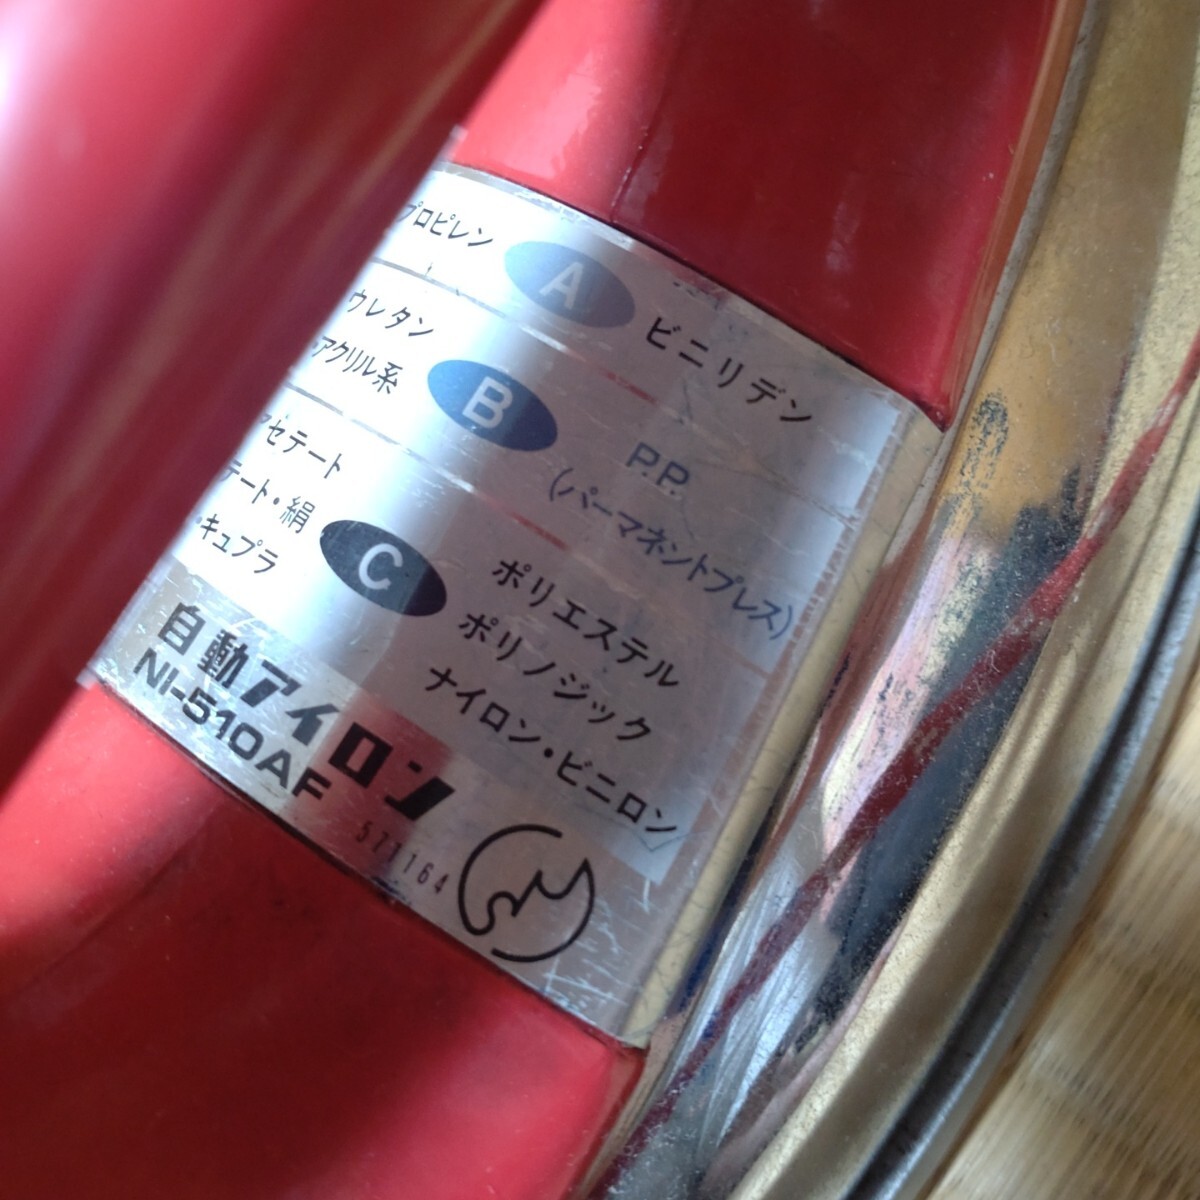 プロピレン A ビニリデン
ウレタン
アクリル系 B P.P.
(パーマネントプレス)
アセテート
テート・絹
キュプラ C ポリエステル
ポリノジック
ナイロン・ビニロン
自動アイロン
NI-510AF
571164